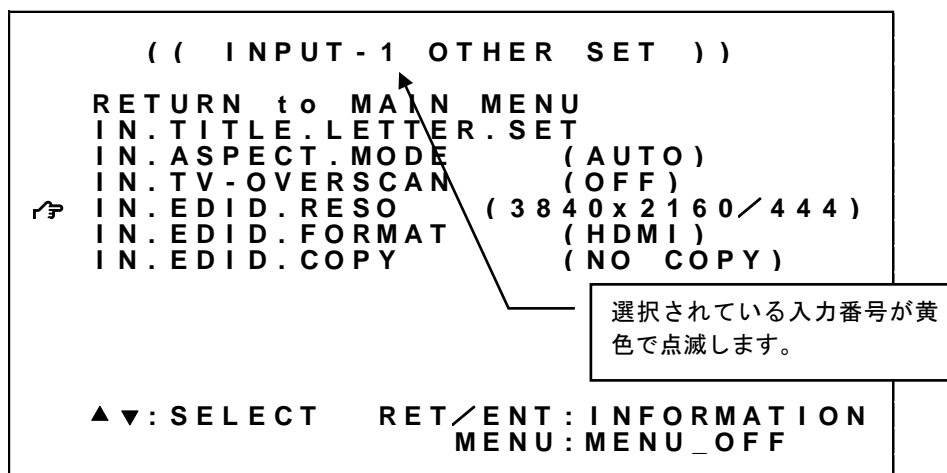 (( INPUT-1 OTHER SET ))
RETURN to MAIN MENU
IN.TITLE.LETTER.SET
IN.ASPECT.MODE (AUTO)
IN.TV-OVERSCAN (OFF)
IN.EDID.RESO (3840x2160/444)
IN.EDID.FORMAT (HDMI)
IN.EDID.COPY (NO COPY)
選択されている入力番号が黄
色で点滅します。
▲▼:SELECT RET/ENT:INFORMATION
MENU:MENU_OFF